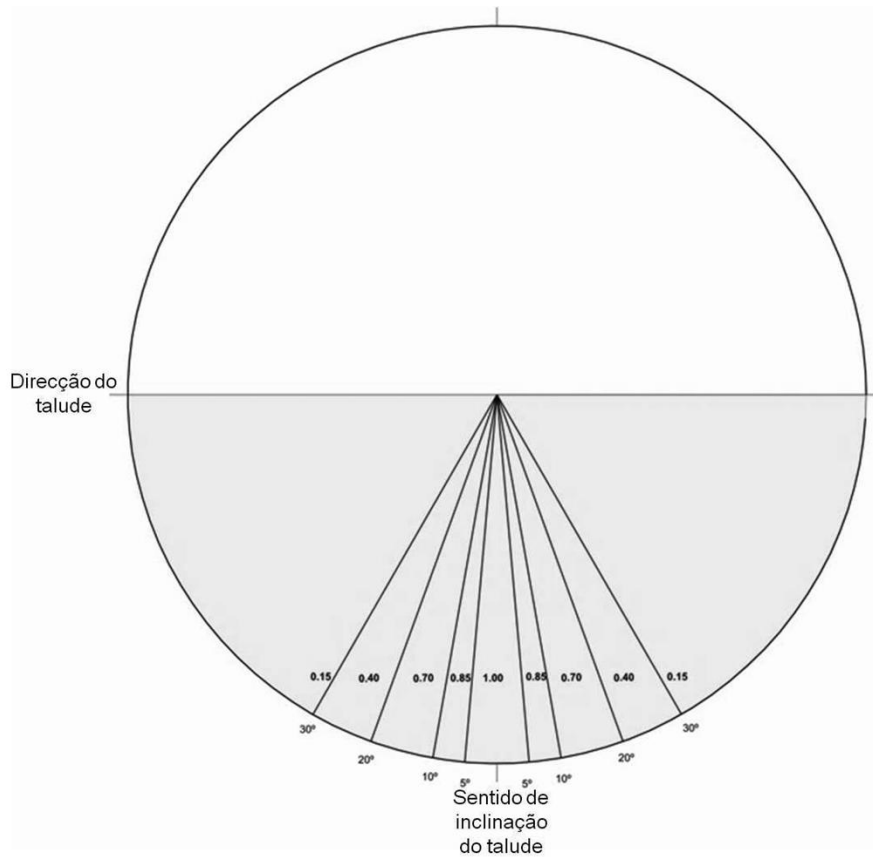 Direcção do
talude
0.15 0.40 0.70 0.85 1.00 0.85 0.70 0.40 0.15
30º 20º 10º 5º 5º 10º 20º 30º
Sentido de
inclinação
do talude